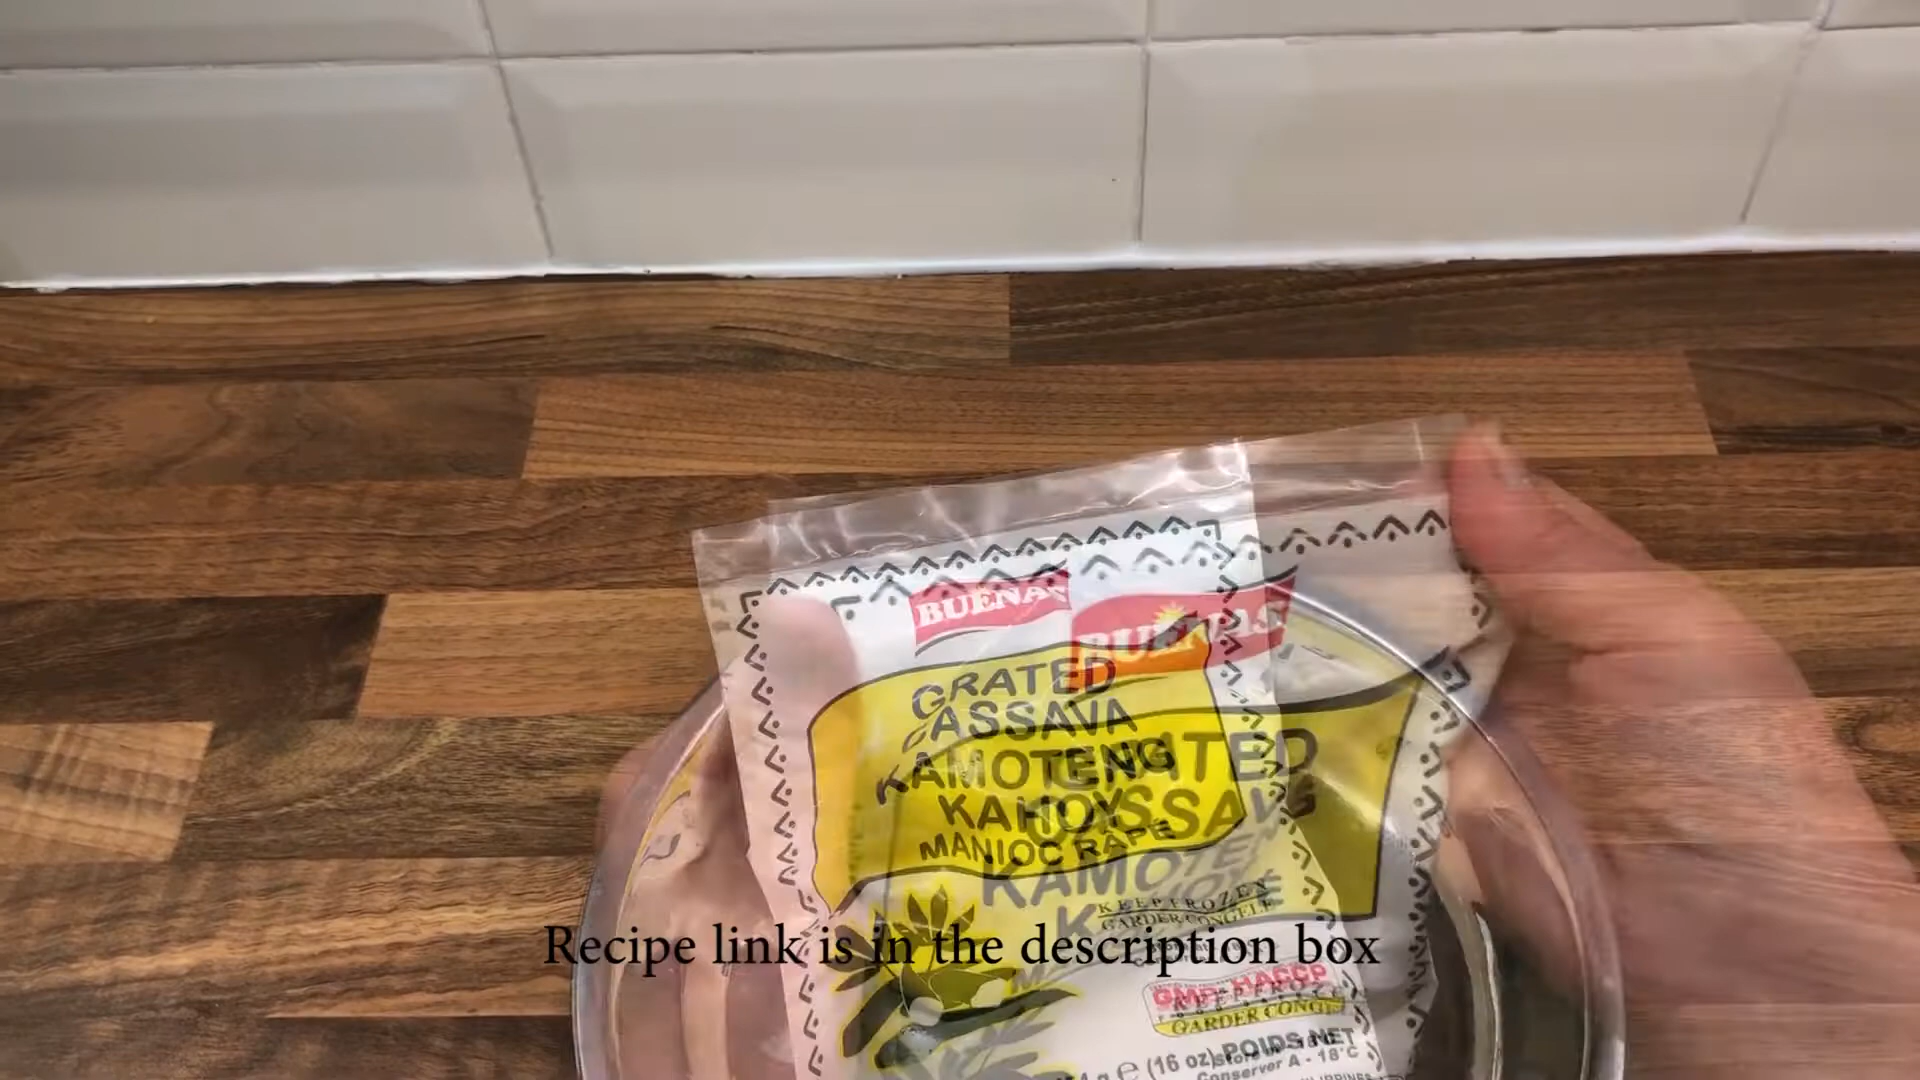 BUENAS
BUENAS
GRATED
CASSAVA
KAMOTENG
KAHOY
MANIOC RAPE
KEEP FROZEN
GARDER CONGELE
Recipe link is in the description box
GMP HACCP
GARDER CONGELE
(16 oz) POIDS NET
Conserver A - 18°C